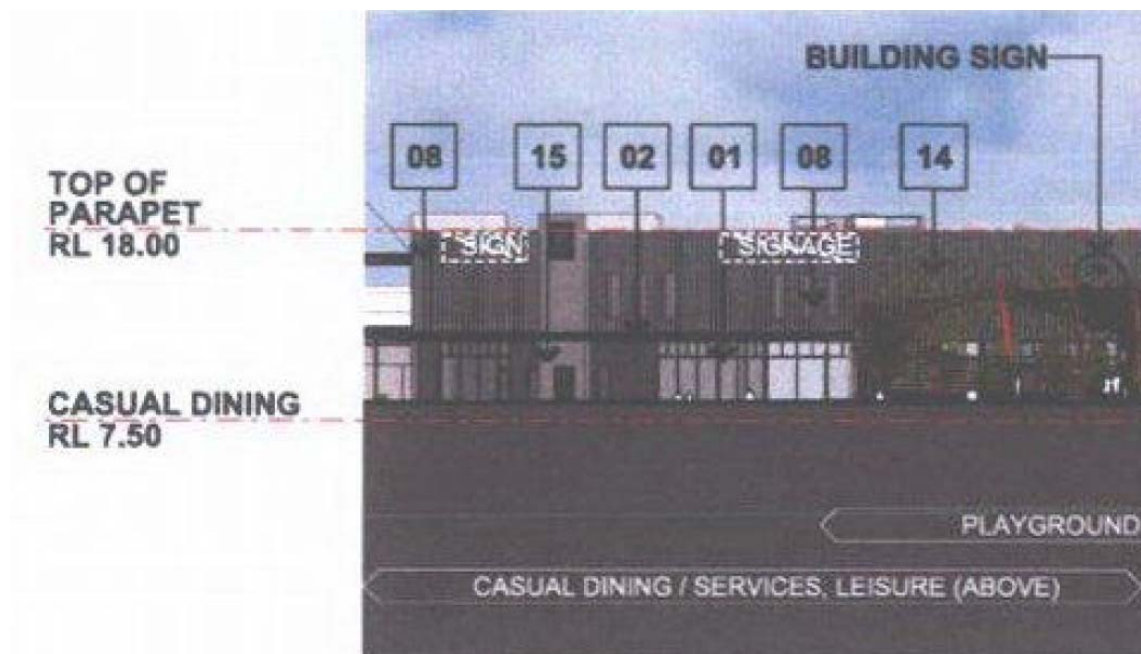 BUILDING SIGN
08 15 02 01 08 14
TOP OF
PARAPET
RL 18.00
SIGN SIGNAGE
CASUAL DINING
RL 7.50
PLAYGROUND
CASUAL DINING / SERVICES, LEISURE (ABOVE)